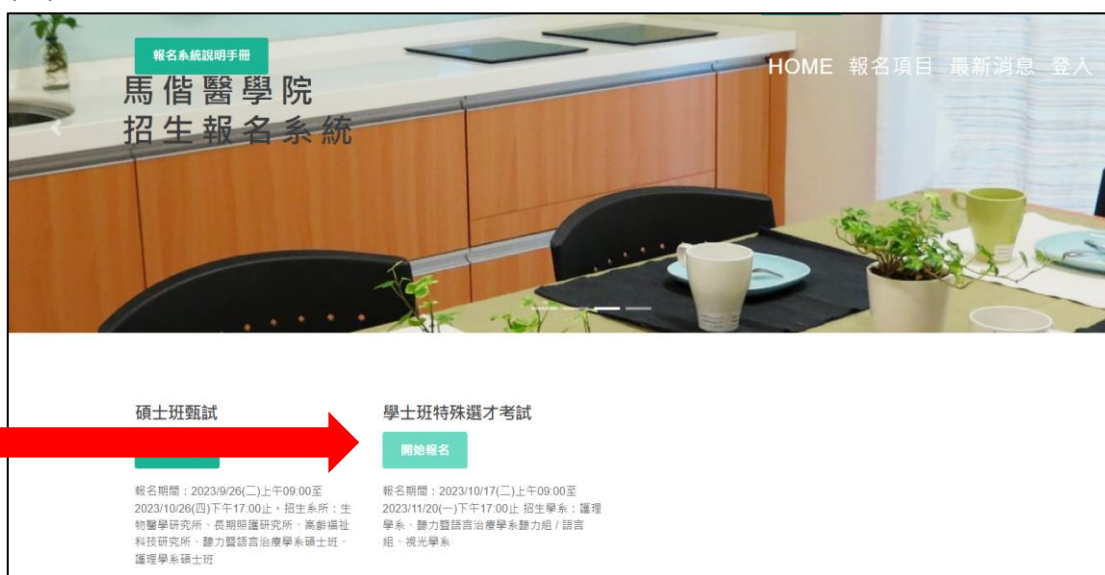 報名系統說明手冊
馬偕醫學院
招生報名系統
HOME 報名項目 最新消息 登入
碩士班甄試
學士班特殊選才考試
開始報名
報名期間：2023/9/26(二)上午09:00至
2023/10/26(四)下午17:00止。招生系所：生
物醫學研究所、長期照護研究所、高齡福祉
科技研究所、聽力暨語言治療學系碩士班、
護理學系碩士班
報名期間：2023/10/17(二)上午09:00至
2023/11/20(一)下午17:00止 招生學系：護理
學系、聽力暨語言治療學系聽力組 / 語言
組、視光學系